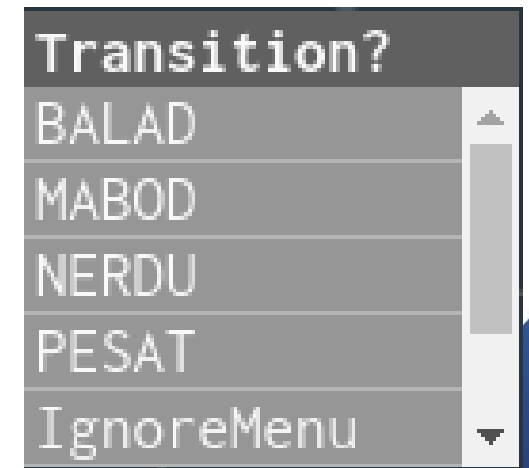 Transition?
BALAD
MABOD
NERDU
PESAT
IgnoreMenu